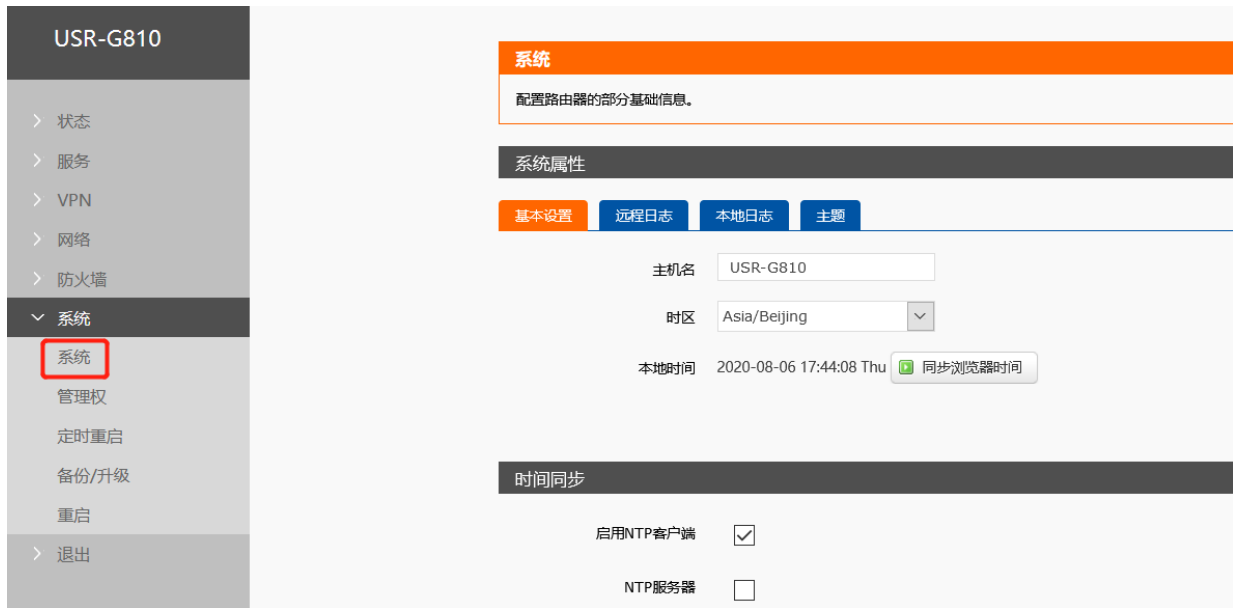 USR-G810
状态
服务
VPN
网络
防火墙
系统
系统
管理权
定时重启
备份/升级
重启
退出
系统
配置路由器的部分基础信息。
系统属性
基本设置 远程日志 本地日志 主题
主机名 USR-G810
时区 Asia/Beijing
本地时间 2020-08-06 17:44:08 Thu 同步浏览器时间
时间同步
启用NTP客户端
NTP服务器